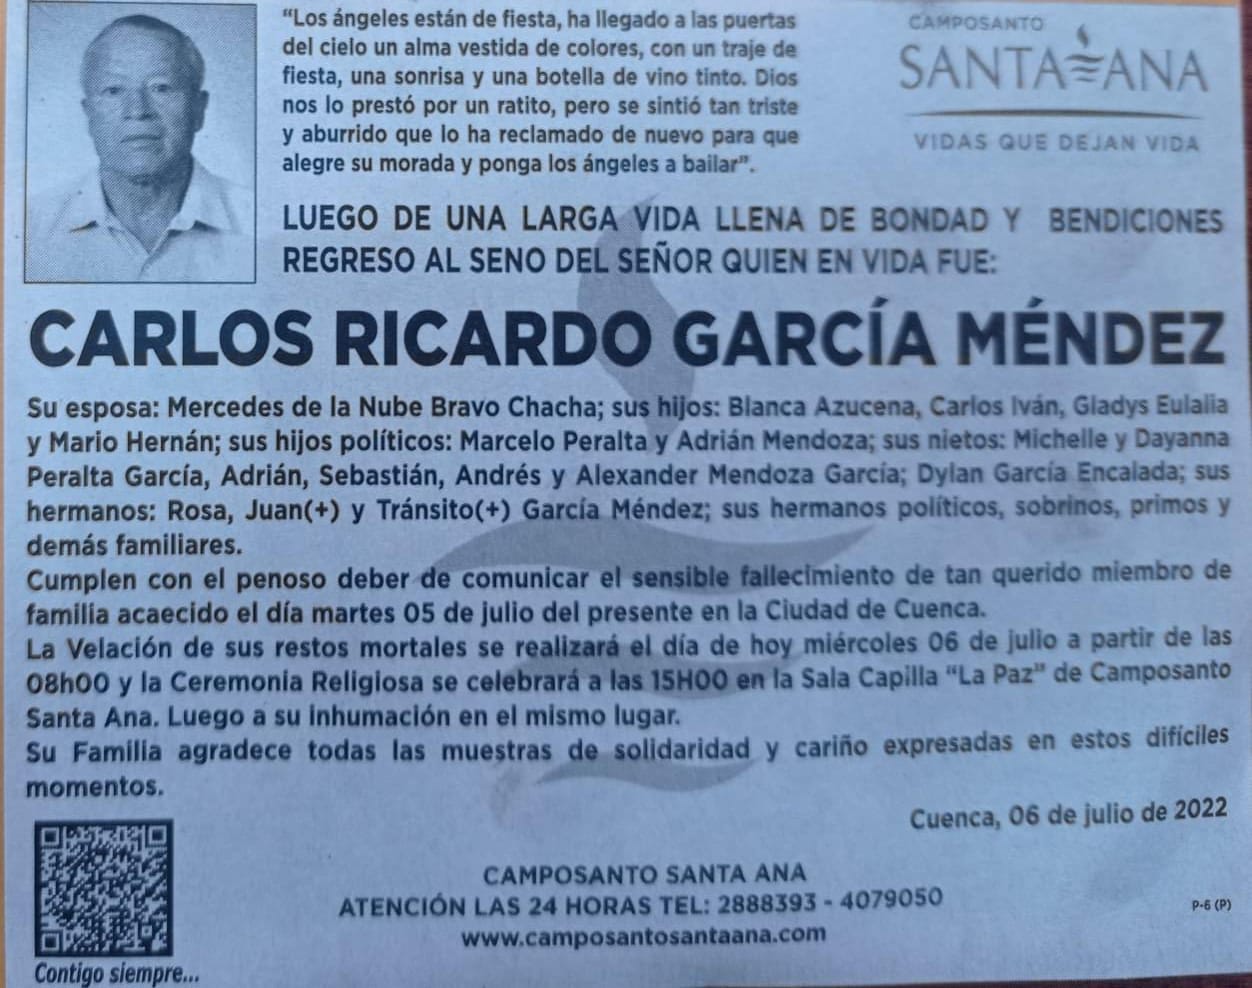 “Los ángeles están de fiesta, ha llegado a las puertas
del cielo un alma vestida de colores, con un traje de
fiesta, una sonrisa y una botella de vino tinto. Dios
nos lo prestó por un ratito, pero se sintió tan triste
y aburrido que lo ha reclamado de nuevo para que
alegre su morada y ponga los ángeles a bailar”.
CAMPOSANTO
SANTA ANA
VIDAS QUE DEJAN VIDA
LUEGO DE UNA LARGA VIDA LLENA DE BONDAD Y BENDICIONES
REGRESO AL SENO DEL SEÑOR QUIEN EN VIDA FUE:
CARLOS RICARDO GARCÍA MÉNDEZ
Su esposa: Mercedes de la Nube Bravo Chacha; sus hijos: Blanca Azucena, Carlos Iván, Gladys Eulalia
y Mario Hernán; sus hijos políticos: Marcelo Peralta y Adrián Mendoza; sus nietos: Michelle y Dayanna
Peralta García, Adrián, Sebastián, Andrés y Alexander Mendoza García; Dylan García Encalada; sus
hermanos: Rosa, Juan(+) y Tránsito(+) García Méndez; sus hermanos políticos, sobrinos, primos y
demás familiares.
Cumplen con el penoso deber de comunicar el sensible fallecimiento de tan querido miembro de
familia acaecido el día martes 05 de julio del presente en la Ciudad de Cuenca.
La Velación de sus restos mortales se realizará el día de hoy miércoles 06 de julio a partir de las
08h00 y la Ceremonia Religiosa se celebrará a las 15H00 en la Sala Capilla “La Paz” de Camposanto
Santa Ana. Luego a su inhumación en el mismo lugar.
Su Familia agradece todas las muestras de solidaridad y cariño expresadas en estos difíciles
momentos.
Cuenca, 06 de julio de 2022
CAMPOSANTO SANTA ANA
ATENCIÓN LAS 24 HORAS TEL: 2888393 - 4079050
www.camposantosantaana.com
P-6 (P)
Contigo siempre...